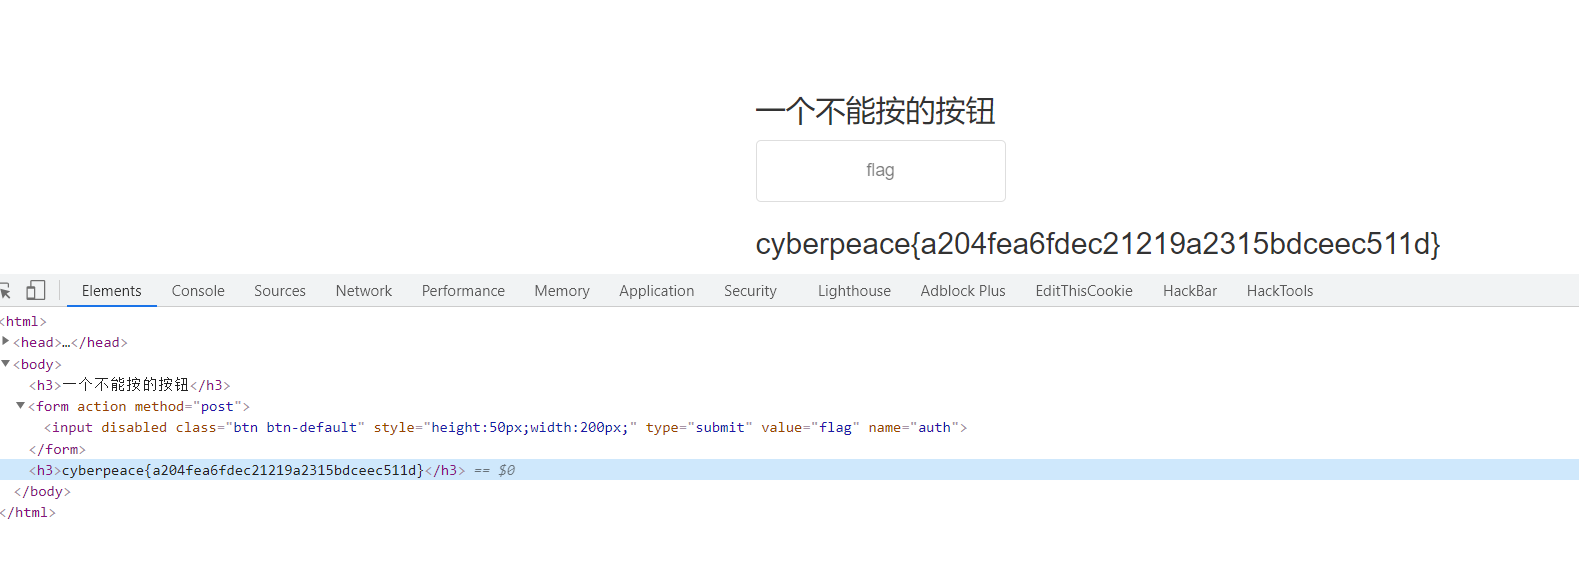 一个不能按的按钮
flag
cyberpeace{a204fea6fdec21219a2315bdceec511d}
Elements Console Sources Network Performance Memory Application Security Lighthouse Adblock Plus EditThisCookie HackBar HackTools
<html>
<head>…</head>
<body>
<h3>一个不能按的按钮</h3>
<form action method="post">
<input disabled class="btn btn-default" style="height:50px;width:200px;" type="submit" value="flag" name="auth">
</form>
<h3>cyberpeace{a204fea6fdec21219a2315bdceec511d}</h3> == $0
</body>
</html>